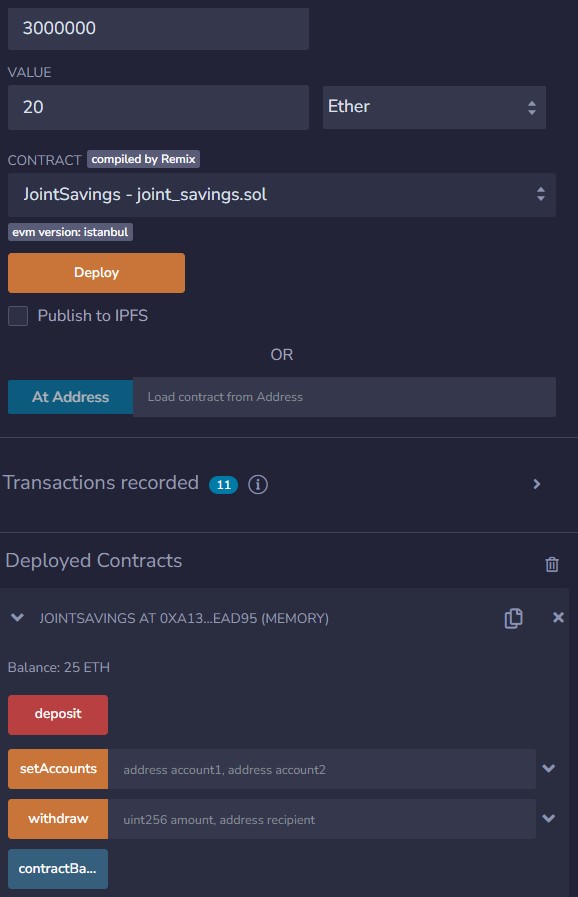 3000000
VALUE
20
Ether
CONTRACT compiled by Remix
JointSavings - joint_savings.sol
evm version: istanbul
Deploy
Publish to IPFS
OR
At Address Load contract from Address
Transactions recorded 11 i
Deployed Contracts
JOINTSAVINGS AT 0XA13...EAD95 (MEMORY)
Balance: 25 ETH
deposit
setAccounts address account1, address account2
withdraw uint256 amount, address recipient
contractBa...